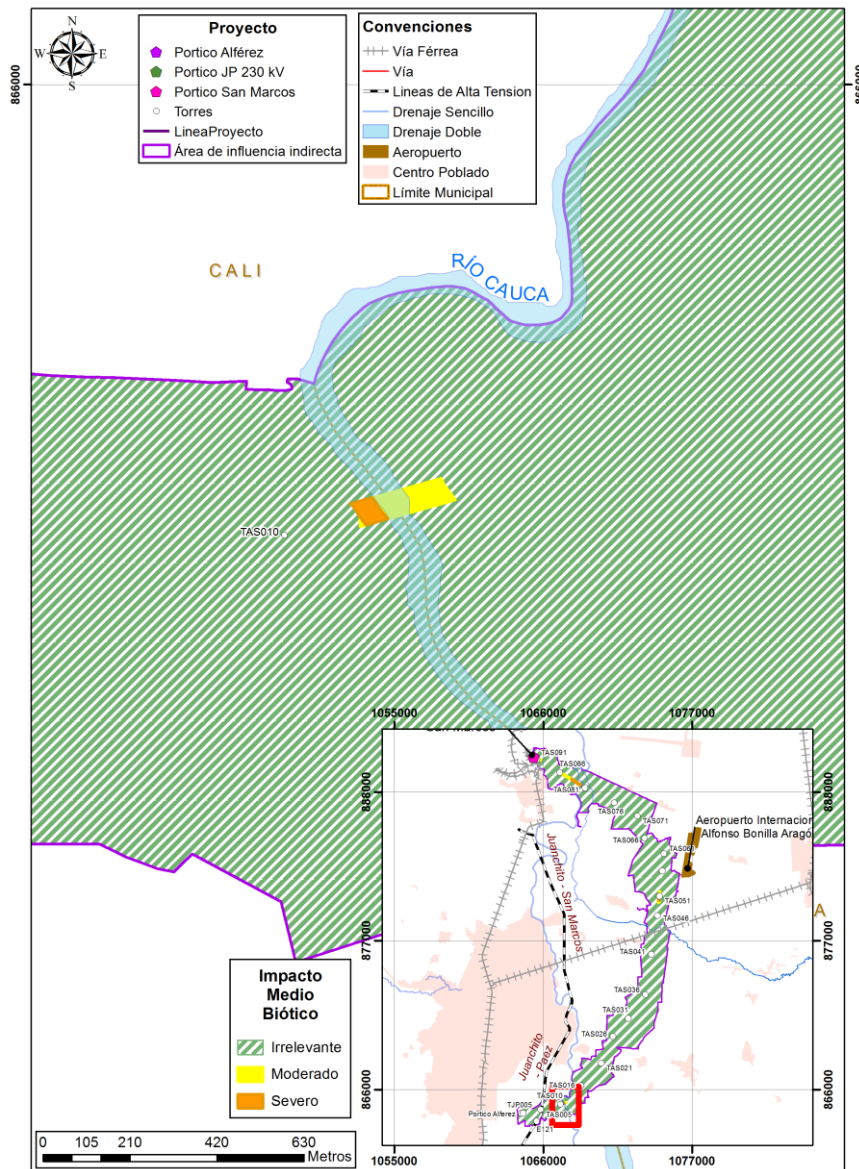 N
W
E
S
Proyecto
Portico Alférez
Portico JP 230 kV
Portico San Marcos
Torres
LineaProyecto
Área de influencia indirecta
Convenciones
Vía Férrea
Vía
Lineas de Alta Tension
Drenaje Sencillo
Drenaje Doble
Aeropuerto
Centro Poblado
Límite Municipal
866000
866000
CALI
RÍO CAUCA
TAS010
1055000
1066000
1077000
TAS091
TAS086
TAS081
TAS076
TAS071
TAS066
TAS061
Aeropuerto Internacior
Alfonso Bonilla Aragó
TAS051
TAS046
TAS041
TAS036
TAS031
TAS026
TAS021
TAS016
TAS010
TAS005
TJP005
Portico Alferez
E121
Juanchito - San Marcos
Juanchito
- Paez
A
888000
888000
877000
877000
866000
866000
1055000
1066000
1077000
Impacto
Medio
Biótico
Irrelevante
Moderado
Severo
0 105 210 420 630
Metros